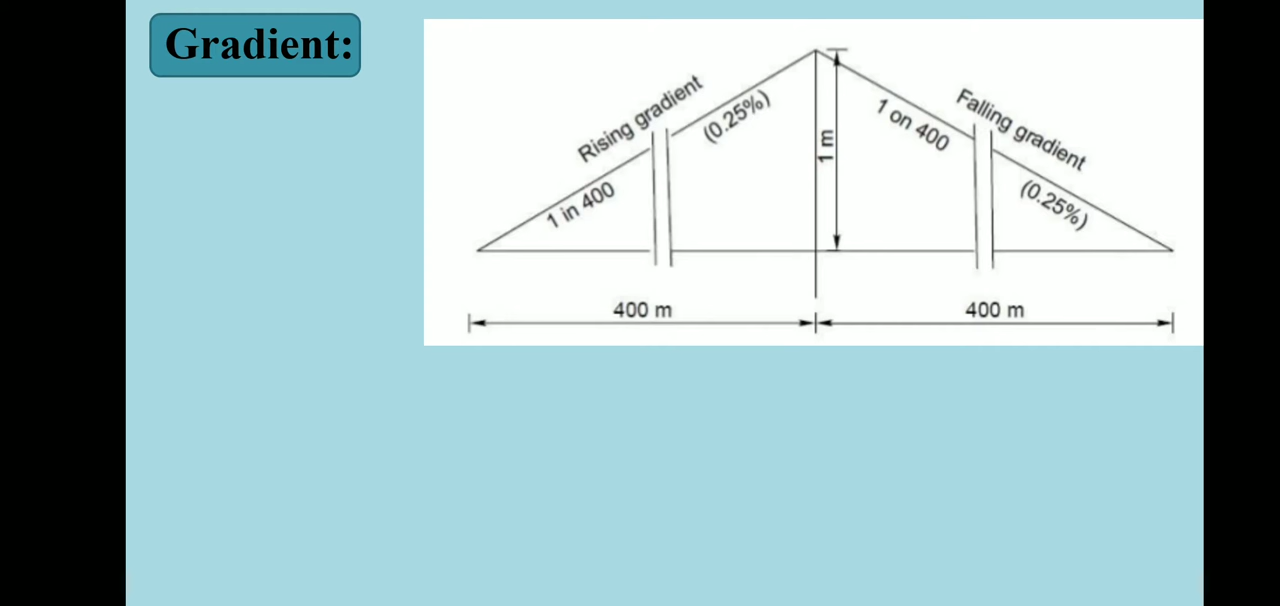 Gradient:
Rising gradient
(0.25%)
1 in 400
1 m
Falling gradient
1 on 400
(0.25%)
400 m
400 m